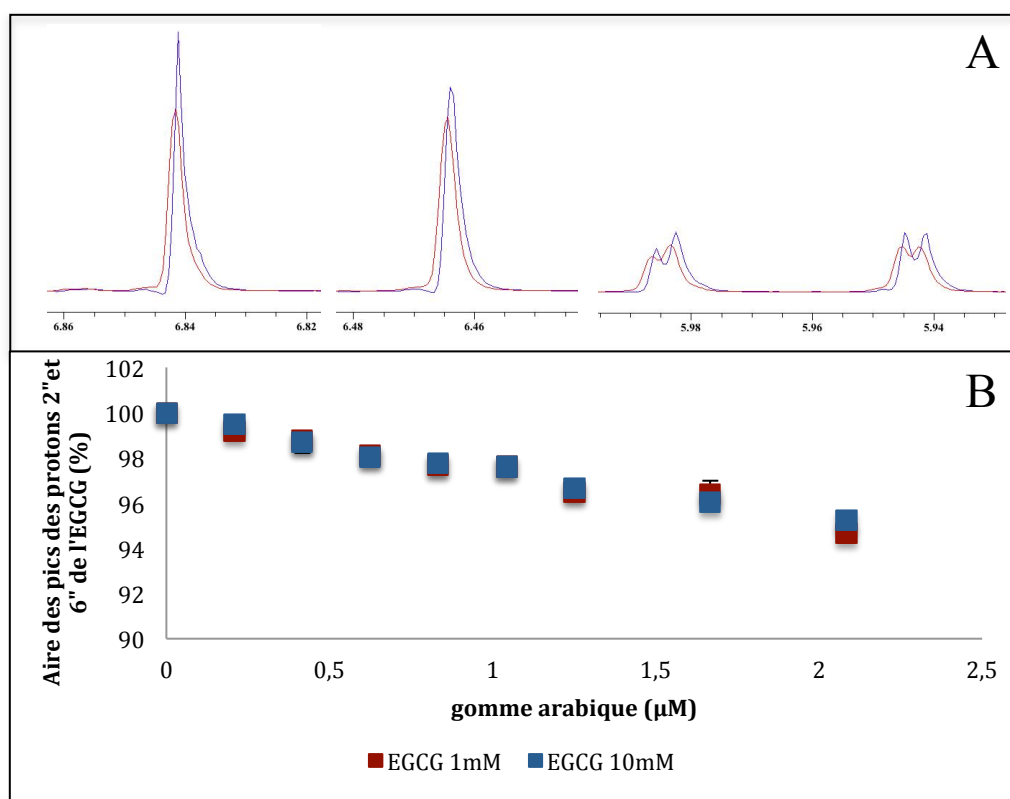 A
6.86 6.84 6.82 6.48 6.46 5.98 5.96 5.94
B
Aire des pics des protons 2"et
6" de l'EGCG (%)
102
100
98
96
94
92
90
0 0,5 1 1,5 2 2,5
gomme arabique (µM)
EGCG 1mM EGCG 10mM